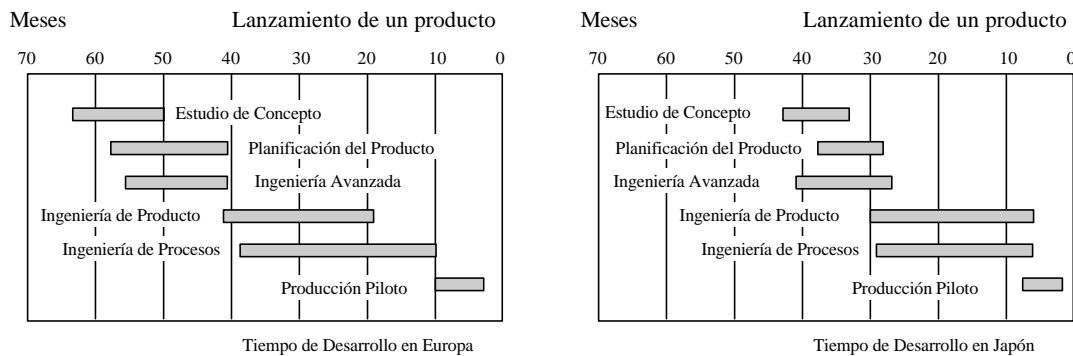 Meses Lanzamiento de un producto
70 60 50 40 30 20 10 0
Estudio de Concepto
Planificación del Producto
Ingeniería Avanzada
Ingeniería de Producto
Ingeniería de Procesos
Producción Piloto
Tiempo de Desarrollo en Europa
Meses Lanzamiento de un producto
70 60 50 40 30 20 10 0
Estudio de Concepto
Planificación del Producto
Ingeniería Avanzada
Ingeniería de Producto
Ingeniería de Procesos
Producción Piloto
Tiempo de Desarrollo en Japón